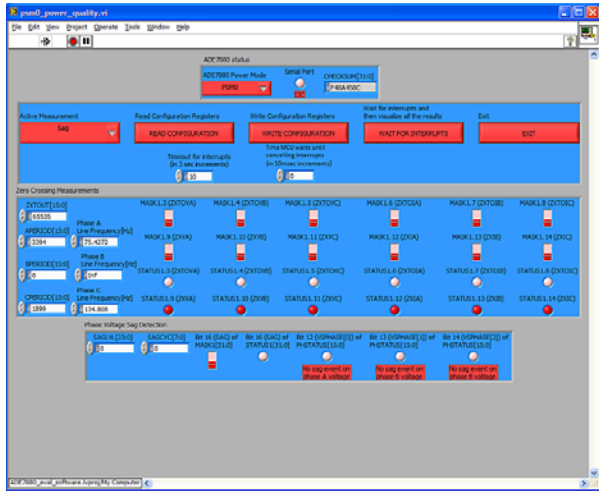 psm0_power_quality.vi
File Edit View Project Operate Tools Window Help
ADE7880 status
ADE7880 Power Mode Serial Port CHECKSUM[31:0]
PSM0 F48A458C
Active Measurement Read Configuration Registers Write Configuration Registers Wait for interrupts and Exit
then visualize all the results
Sag READ CONFIGURATION WRITE CONFIGURATION WAIT FOR INTERRUPTS EXIT
Timeout for interrupts Time MCU waits until
(in 3 sec increments) cancelling interrupts
(in 10msec increments)
10 0
Zero Crossing Measurements
ZXTOUT[15:0] MASK1.3 (ZXTOVA) MASK1.4 (ZXTOVB) MASK1.5 (ZXTOVC) MASK1.6 (ZXTOIA) MASK1.7 (ZXTOIB) MASK1.8 (ZXTOIC)
65535
APERIOD[15:0] Phase A
Line Frequency[Hz]
3394 75.4272
MASK1.9 (ZXVA) MASK1.10 (ZXVB) MASK1.11 (ZXVC) MASK1.12 (ZXIA) MASK1.13 (ZXIB) MASK1.14 (ZXIC)
BPERIOD[15:0] Phase B
Line Frequency[Hz]
0 Inf
STATUS1.3 (ZXTOVA) STATUS1.4 (ZXTOVB) STATUS1.5 (ZXTOVC) STATUS1.6 (ZXTOIA) STATUS1.7 (ZXTOIB) STATUS1.8 (ZXTOIC)
CPERIOD[15:0] Phase C
Line Frequency[Hz]
1899 134.808
STATUS1.9 (ZXVA) STATUS1.10 (ZXVB) STATUS1.11 (ZXVC) STATUS1.12 (ZXIA) STATUS1.13 (ZXIB) STATUS1.14 (ZXIC)
Phase Voltage Sag Detection
SAGLVL[23:0] SAGCYC[7:0] Bit 16 (SAG) of Bit 16 (SAG) of Bit 12 (VSPHASE[0]) of Bit 13 (VSPHASE[1]) of Bit 14 (VSPHASE[2]) of
0 0 MASK1[31:0] STATUS1[31:0] PHSTATUS[15:0] PHSTATUS[15:0] PHSTATUS[15:0]
No sag event on No sag event on No sag event on
phase A voltage phase B voltage phase B voltage
ADE7880_eval_software.lvproj/My Computer